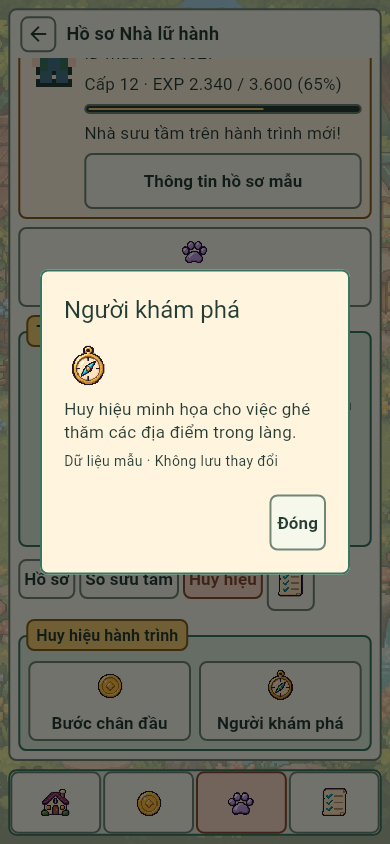 Hồ sơ Nhà lữ hành
Cấp 12 · EXP 2.340 / 3.600 (65%)
Nhà sưu tầm trên hành trình mới!
Thông tin hồ sơ mẫu
Người khám phá
Huy hiệu minh họa cho việc ghé
thăm các địa điểm trong làng.
Dữ liệu mẫu · Không lưu thay đổi
Đóng
Hồ sơ
Sổ sưu tầm
Huy hiệu
Huy hiệu hành trình
Bước chân đầu
Người khám phá